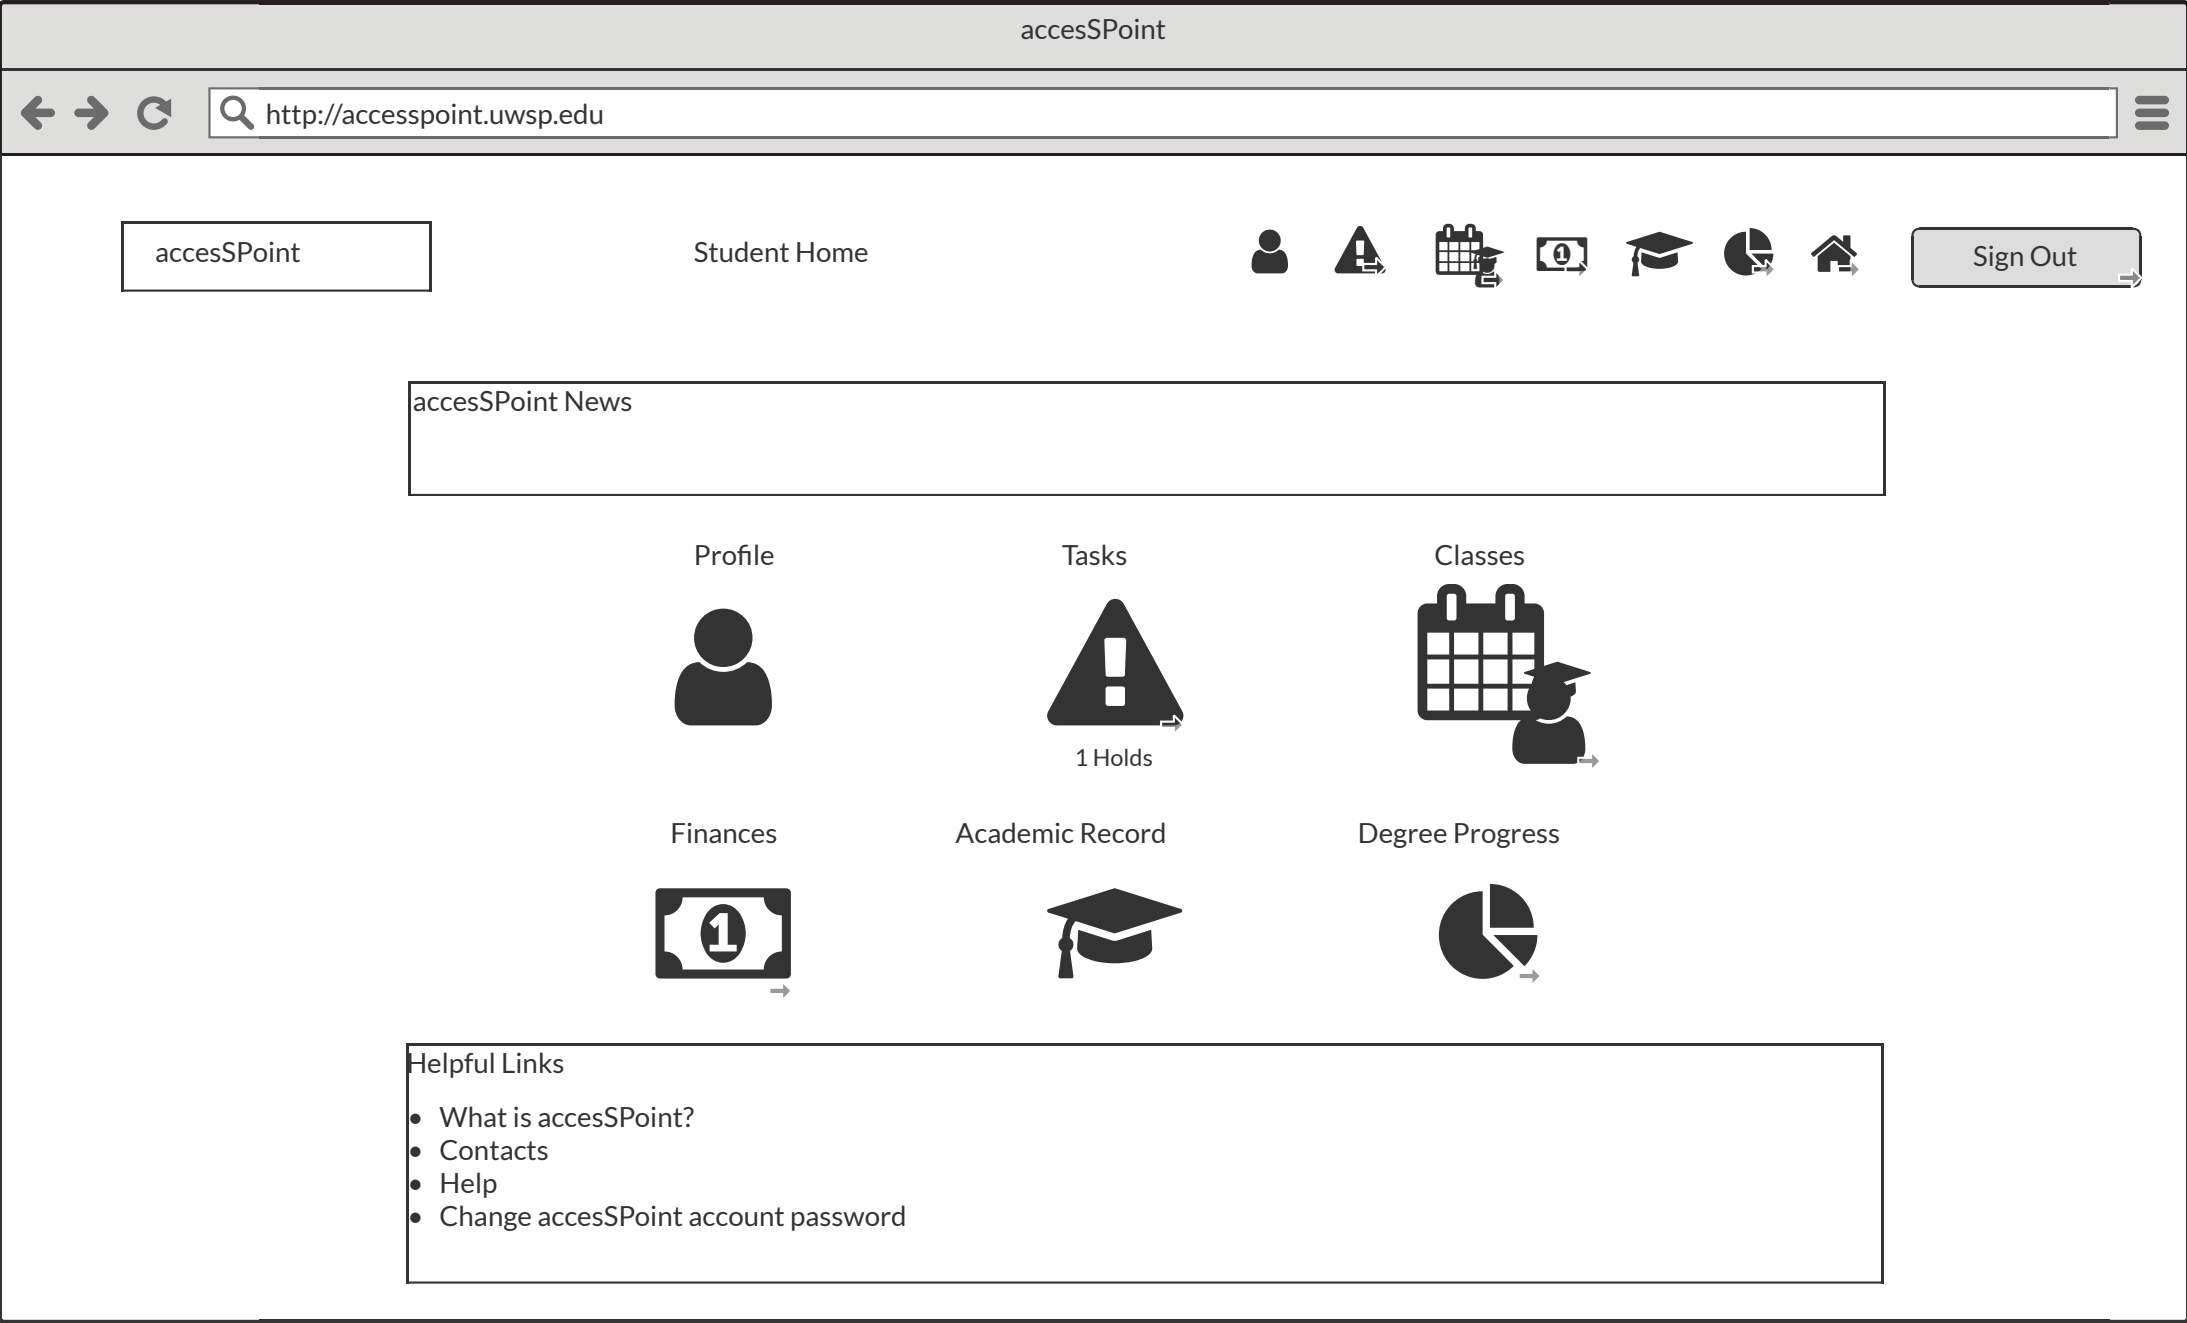 accesSPoint
http://accesspoint.uwsp.edu
accesSPoint
Student Home
1
Sign Out
accesSPoint News
Profile
Tasks
Classes
1 Holds
Finances
Academic Record
Degree Progress
1
Helpful Links
• What is accesSPoint?
• Contacts
• Help
• Change accesSPoint account password